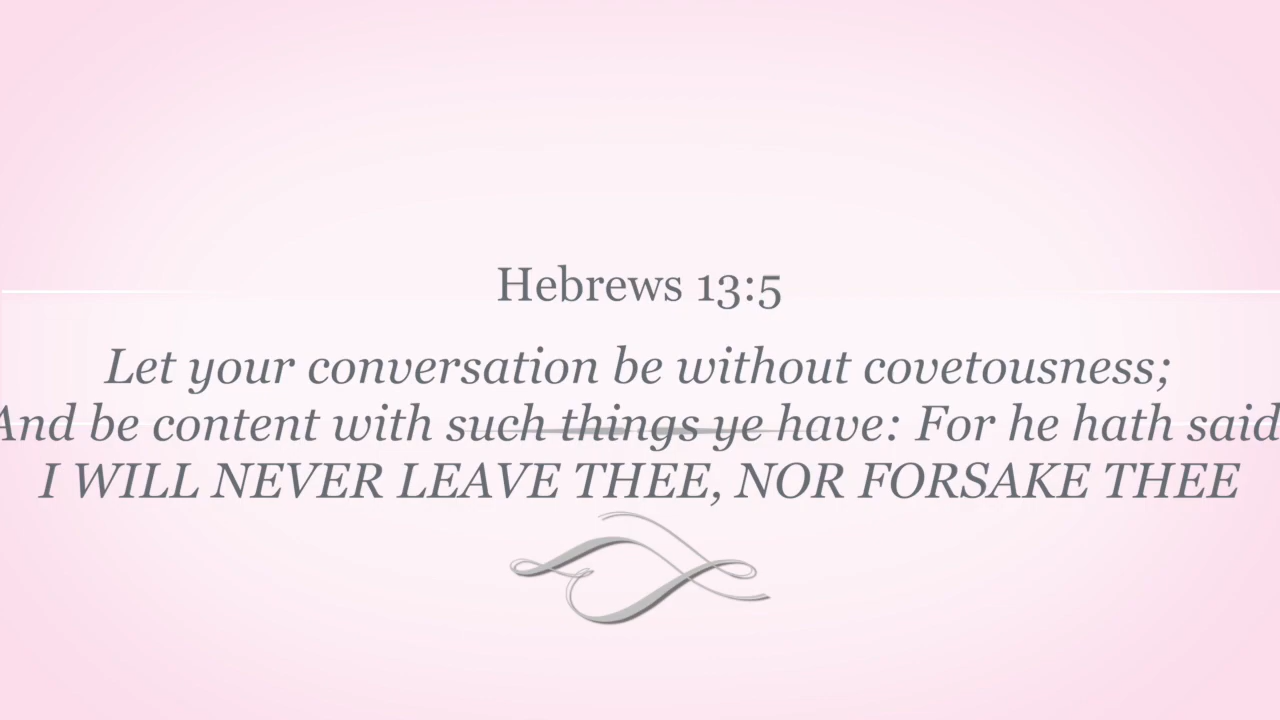 Hebrews 13:5
Let your conversation be without covetousness;
And be content with such things ye have: For he hath said
I WILL NEVER LEAVE THEE, NOR FORSAKE THEE